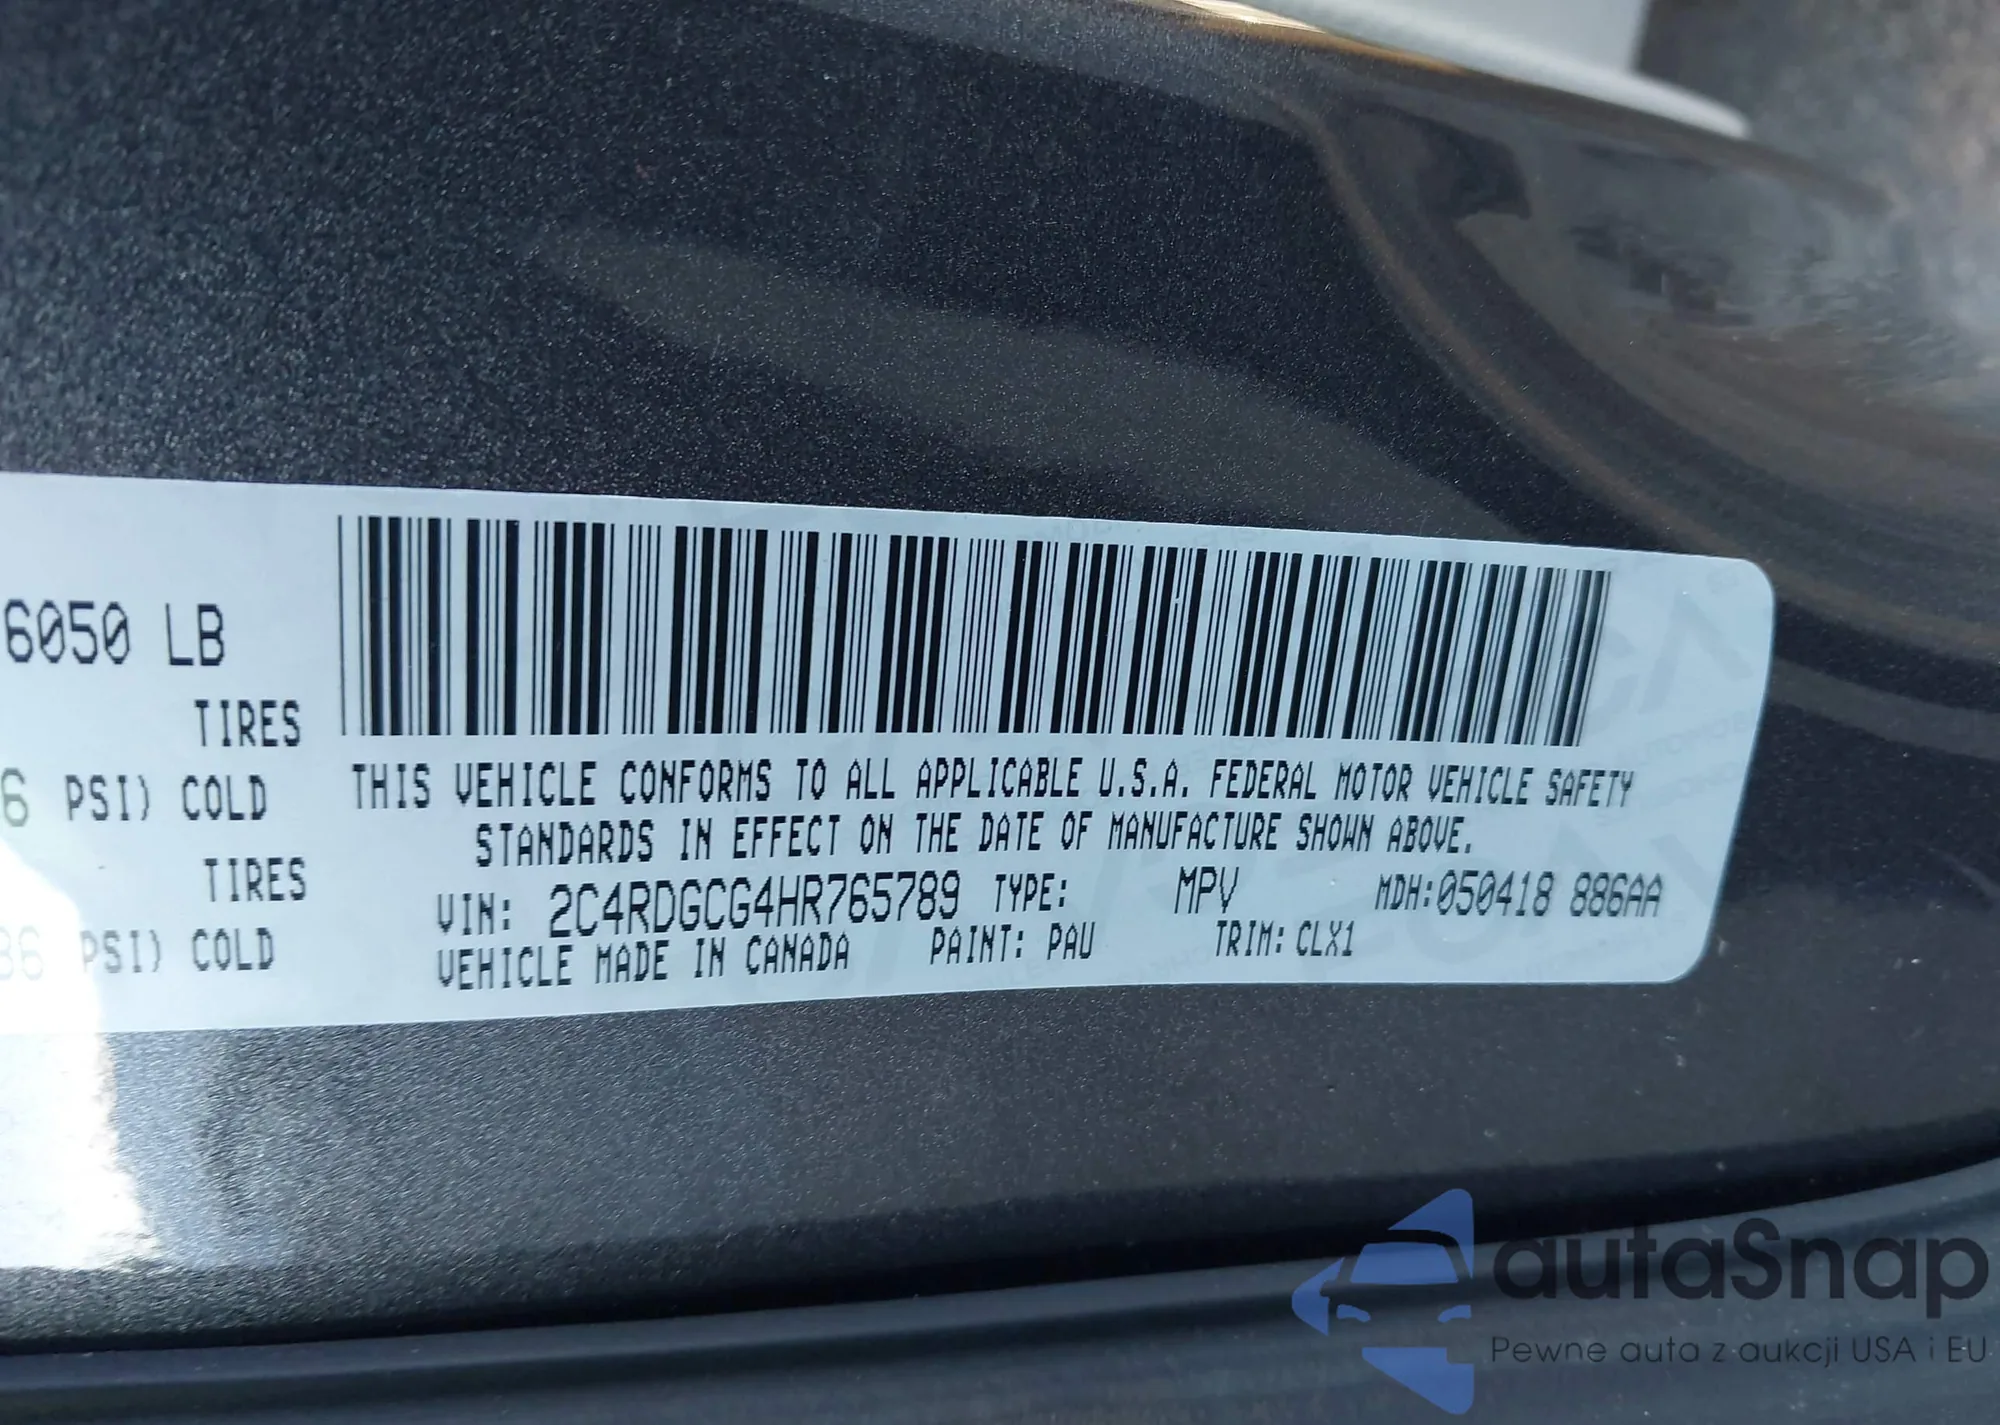 6050 LB
TIRES
6 PSI) COLD
TIRES
36 PSI) COLD
THIS VEHICLE CONFORMS TO ALL APPLICABLE U.S.A. FEDERAL MOTOR VEHICLE SAFETY
STANDARDS IN EFFECT ON THE DATE OF MANUFACTURE SHOWN ABOVE.
VIN: 2C4RDGCG4HR765789 TYPE: MPV MDH:050418 886AA
VEHICLE MADE IN CANADA PAINT: PAU TRIM: CLX1
autaSnap
Pewne auta z aukcji USA i EU